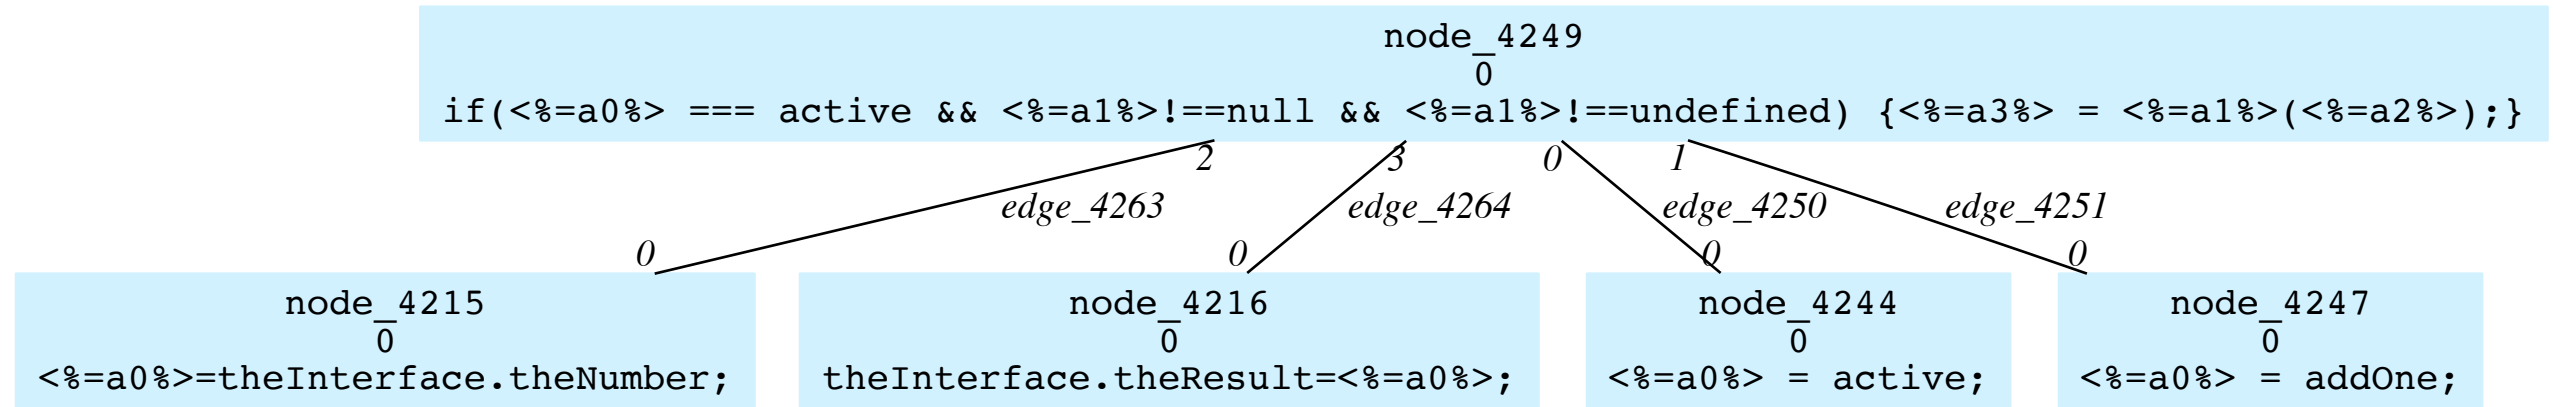 node_4249
0
if(<%=a0%> === active && <%=a1%>!==null && <%=a1%>!==undefined) {<%=a3%> = <%=a1%>(<%=a2%>);}
2 3 0 1
edge_4263 edge_4264 edge_4250 edge_4251
0 0 0 0
node_4215
0
<%=a0%>=theInterface.theNumber;
node_4216
0
theInterface.theResult=<%=a0%>;
node_4244
0
<%=a0%> = active;
node_4247
0
<%=a0%> = addOne;